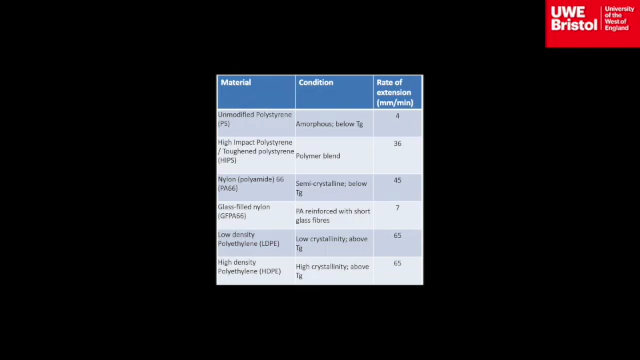 UWE
Bristol
University
of the
West of
England
Material
Condition
Rate of
extension
(mm/min)
Unmodified Polystyrene
(PS)
Amorphous; below Tg
4
High Impact Polystyrene
/ Toughened polystyrene
(HIPS)
Polymer blend
36
Nylon (polyamide) 66
(PA66)
Semi-crystalline; below
Tg
45
Glass-filled nylon
(GFPA66)
PA reinforced with short
glass fibres
7
Low density
Polyethylene (LDPE)
Low crystallinity; above
Tg
65
High density
Polyethylene (HDPE)
High crystallinity; above
Tg
65